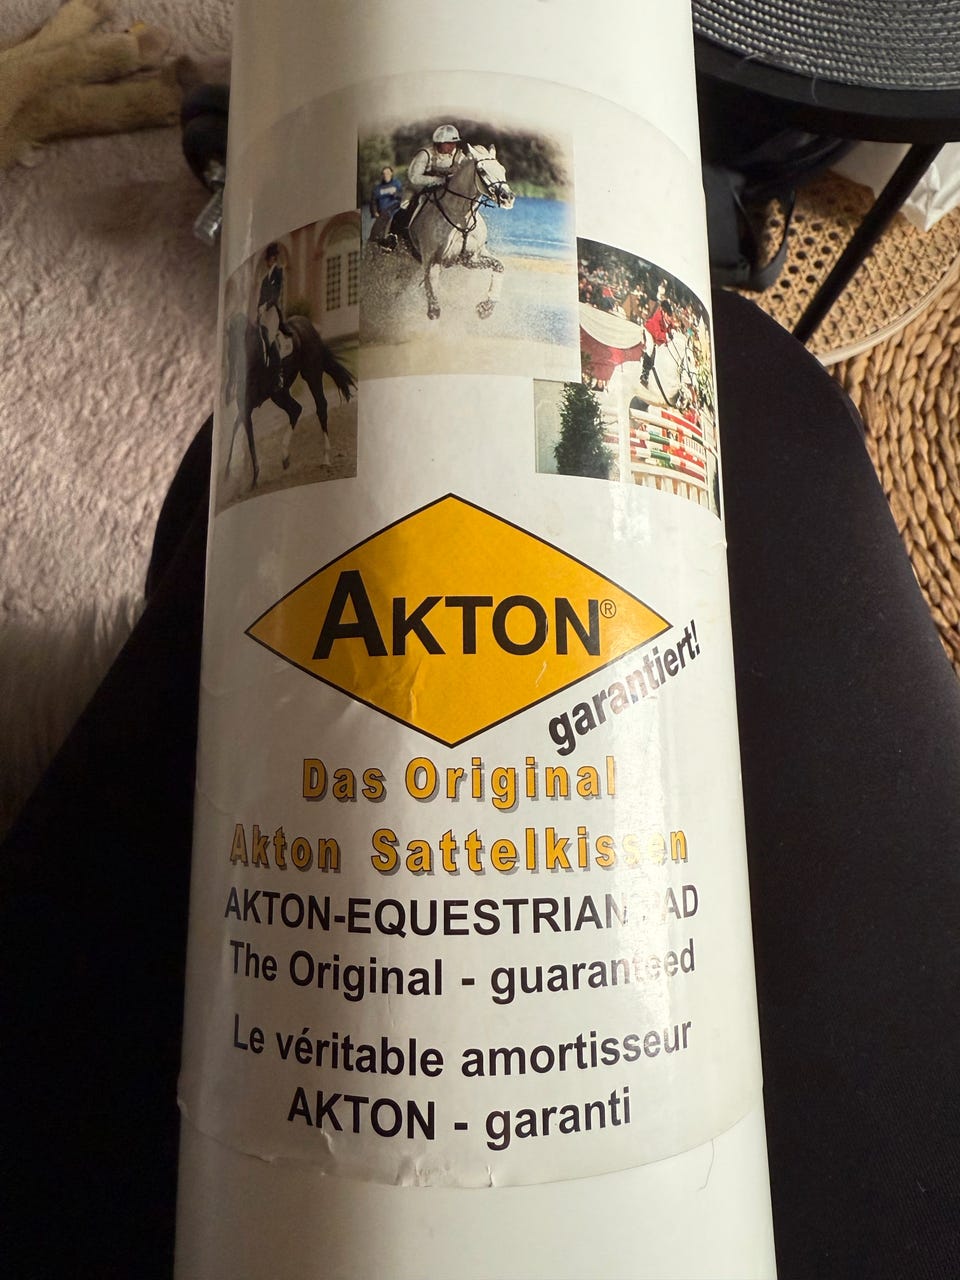 AKTON®
garantiert!
Das Original
Akton Sattelkissen
AKTON-EQUESTRIAN PAD
The Original - guaranteed
Le véritable amortisseur
AKTON - garanti